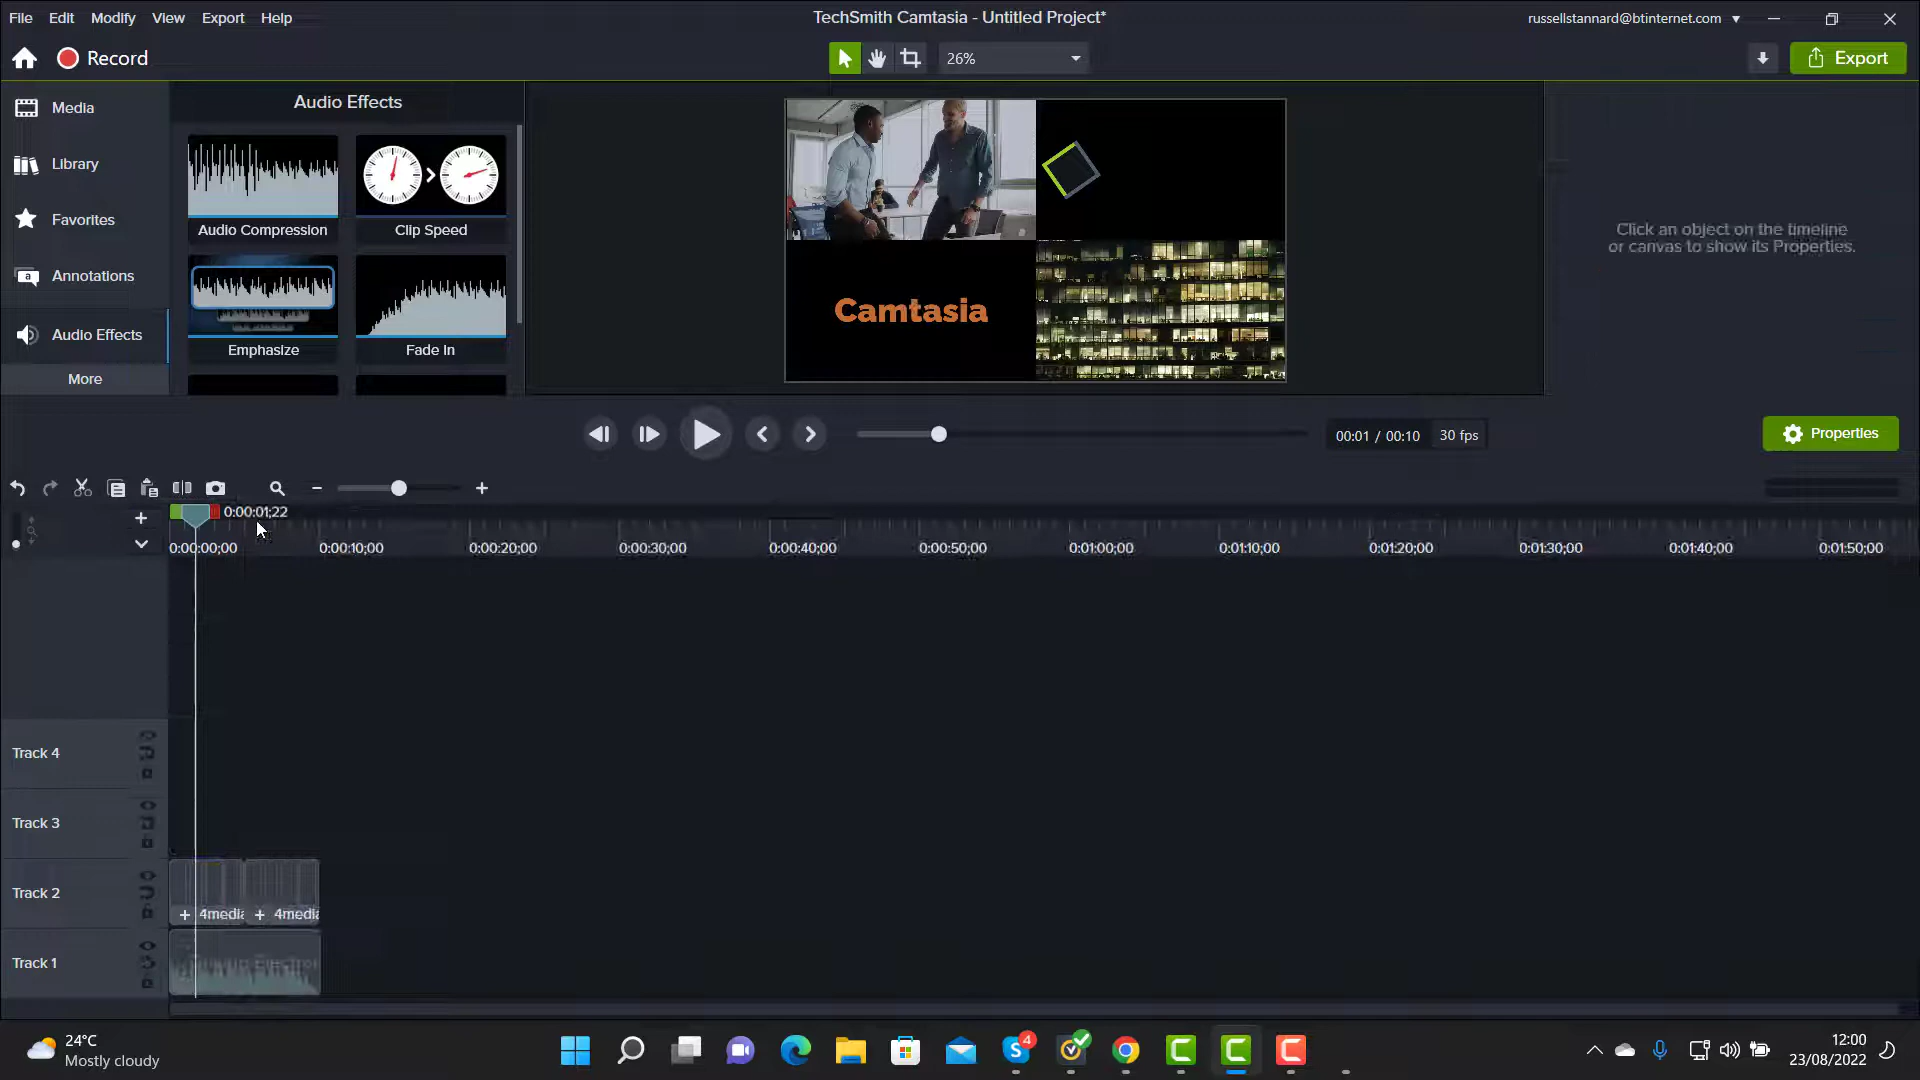 File Edit Modify View Export Help
TechSmith Camtasia - Untitled Project*
russellstannard@btinternet.com
Record
26%
Export
Media
Library
Favorites
Annotations
Audio Effects
More
Audio Effects
Audio Compression
Clip Speed
Emphasize
Fade In
Camtasia
Click an object on the timeline
or canvas to show its Properties.
00:01 / 00:10 30 fps
Properties
0:00:01;22
0:00:00;00 0:00:10;00 0:00:20;00 0:00:30;00 0:00:40;00 0:00:50;00 0:01:00;00 0:01:10;00 0:01:20;00 0:01:30;00 0:01:40;00 0:01:50;00
Track 4
Track 3
Track 2
+ 4media + 4media
Track 1
24°C
Mostly cloudy
4
12:00
23/08/2022